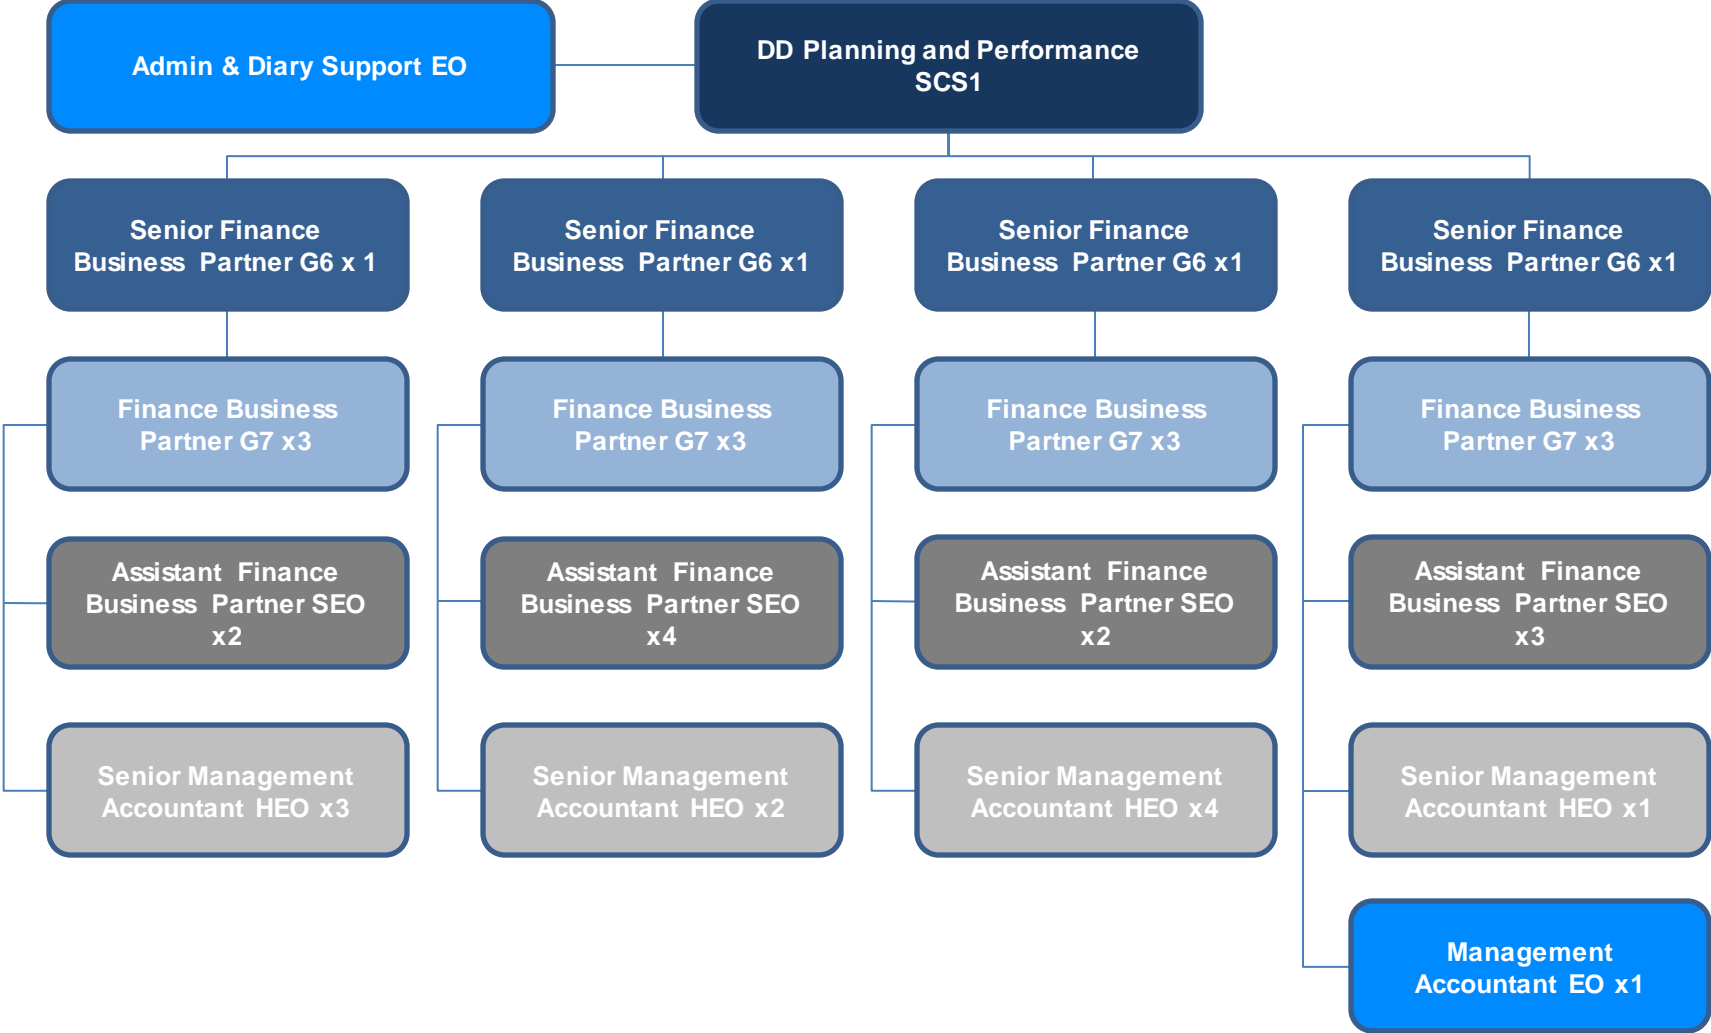 Admin & Diary Support EO
DD Planning and Performance
SCS1
Senior Finance
Business Partner G6 x 1
Senior Finance
Business Partner G6 x1
Senior Finance
Business Partner G6 x1
Senior Finance
Business Partner G6 x1
Finance Business
Partner G7 x3
Finance Business
Partner G7 x3
Finance Business
Partner G7 x3
Finance Business
Partner G7 x3
Assistant Finance
Business Partner SEO
x2
Assistant Finance
Business Partner SEO
x4
Assistant Finance
Business Partner SEO
x2
Assistant Finance
Business Partner SEO
x3
Senior Management
Accountant HEO x3
Senior Management
Accountant HEO x2
Senior Management
Accountant HEO x4
Senior Management
Accountant HEO x1
Management
Accountant EO x1